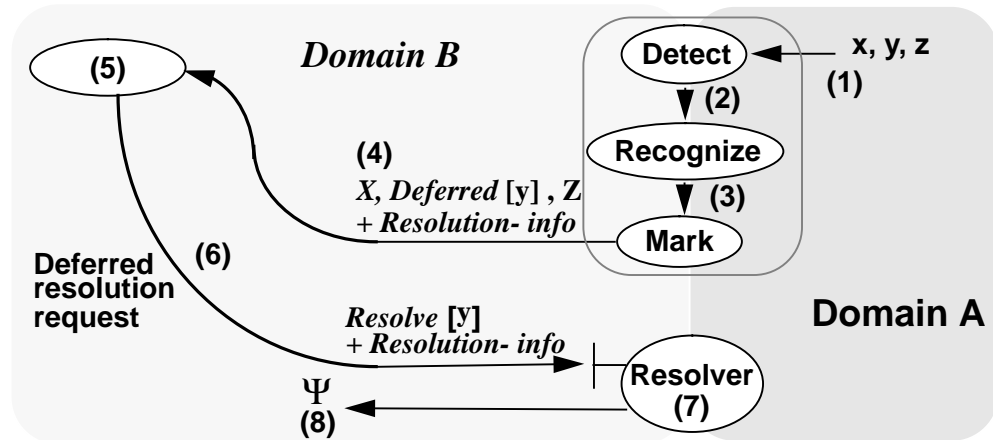 Domain B
Detect
x, y, z
(1)
(2)
(5)
Recognize
(4)
(3)
X, Deferred [y] , Z
+ Resolution- info
Mark
(6)
Deferred
resolution
request
Domain A
Resolve [y]
+ Resolution- info
Resolver
(7)
Ψ
(8)